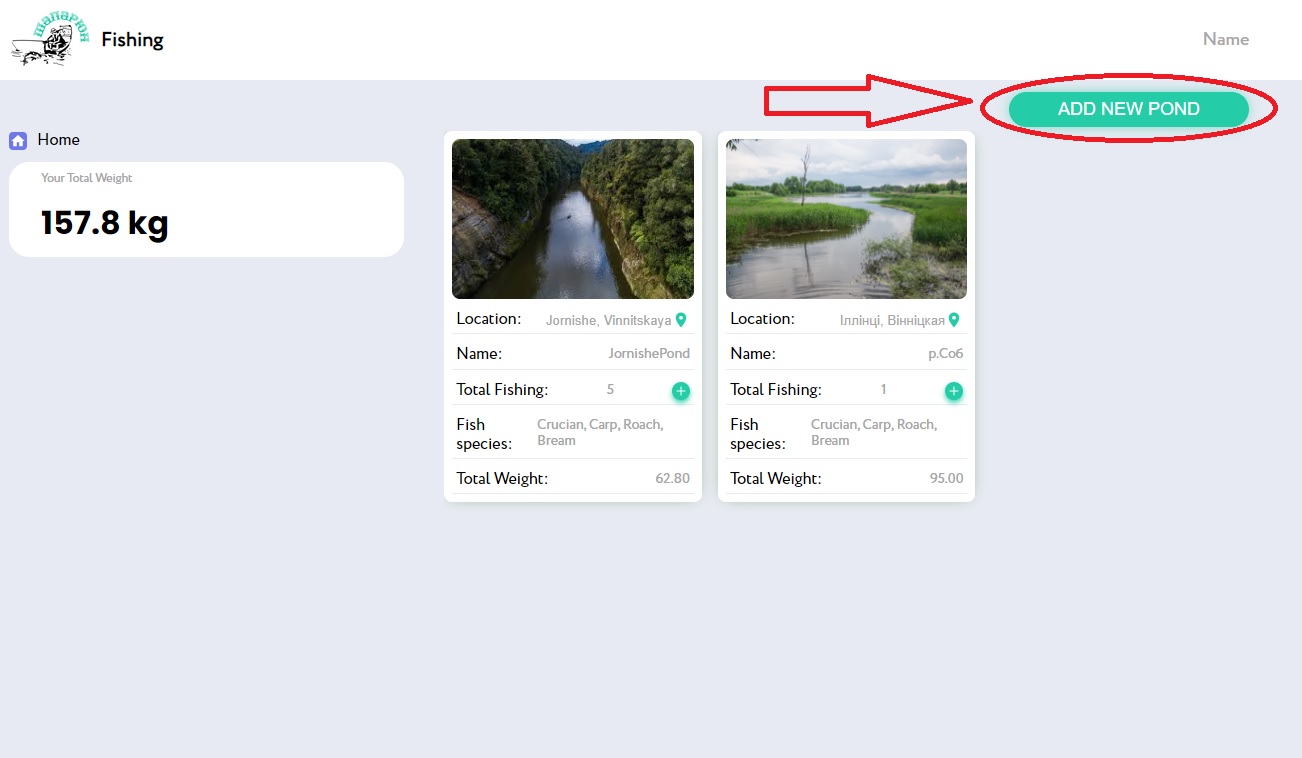 шапарюн
Fishing
Name
ADD NEW POND
Home
Your Total Weight
157.8 kg
Location: Jornishe, Vinnitskaya
Name: JornishePond
Total Fishing: 5
Fish species: Crucian, Carp, Roach,
Bream
Total Weight: 62.80
Location: Іллінці, Вінніцкая
Name: р.Соб
Total Fishing: 1
Fish species: Crucian, Carp, Roach,
Bream
Total Weight: 95.00